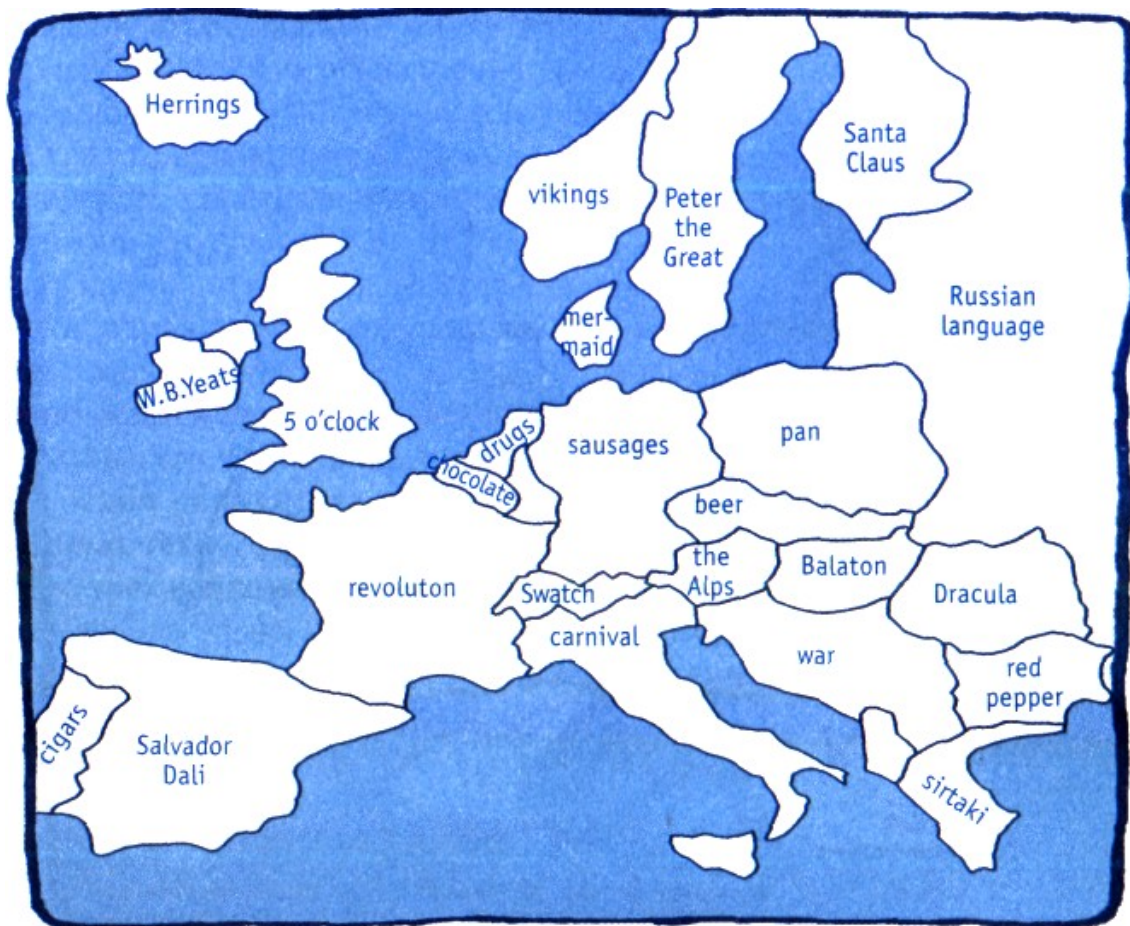 Herrings
Santa
Claus
vikings
Peter
the
Great
Russian
language
mer-
maid
W.B.Yeats
5 o'clock
drugs
sausages
pan
chocolate
beer
the
Alps
Balaton
revoluton
Swatch
Dracula
carnival
war
red
pepper
cigars
Salvador
Dali
sirtaki